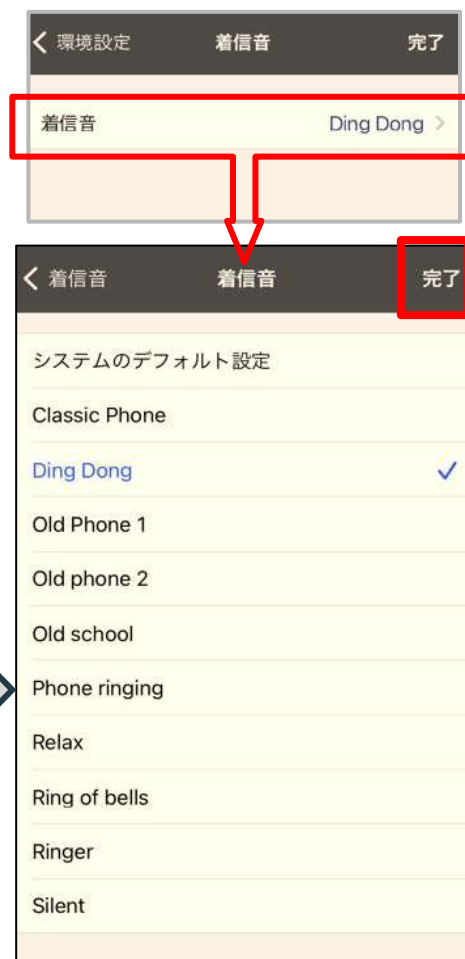 環境設定 着信音 完了
着信音 Ding Dong
着信音 着信音 完了
システムのデフォルト設定
Classic Phone
Ding Dong
Old Phone 1
Old phone 2
Old school
Phone ringing
Relax
Ring of bells
Ringer
Silent